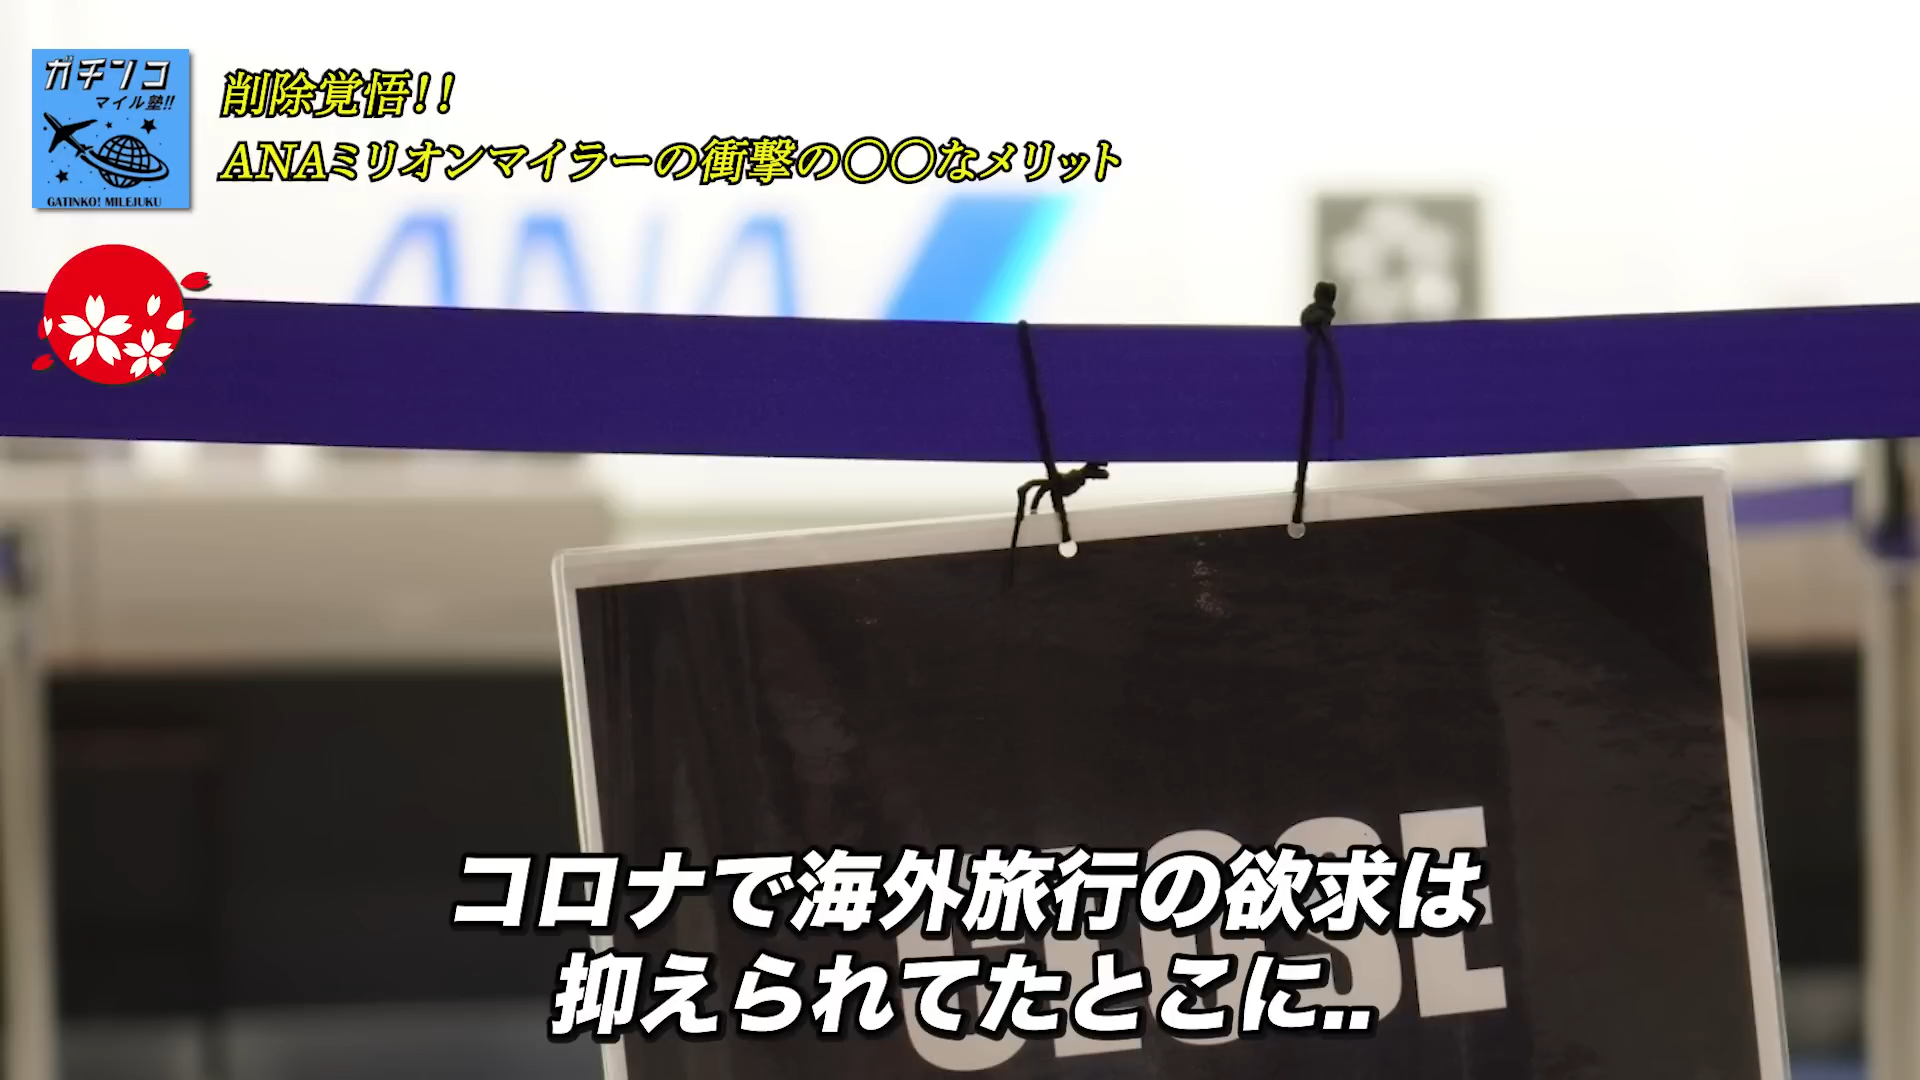 ガチンコ
マイル塾!!
GATINKO! MILEJUKU
削除覚悟!!
ANAミリオンマイラーの衝撃の〇〇なメリット
ANA
CLOSE
コロナで海外旅行の欲求は
抑えられてたとこに..